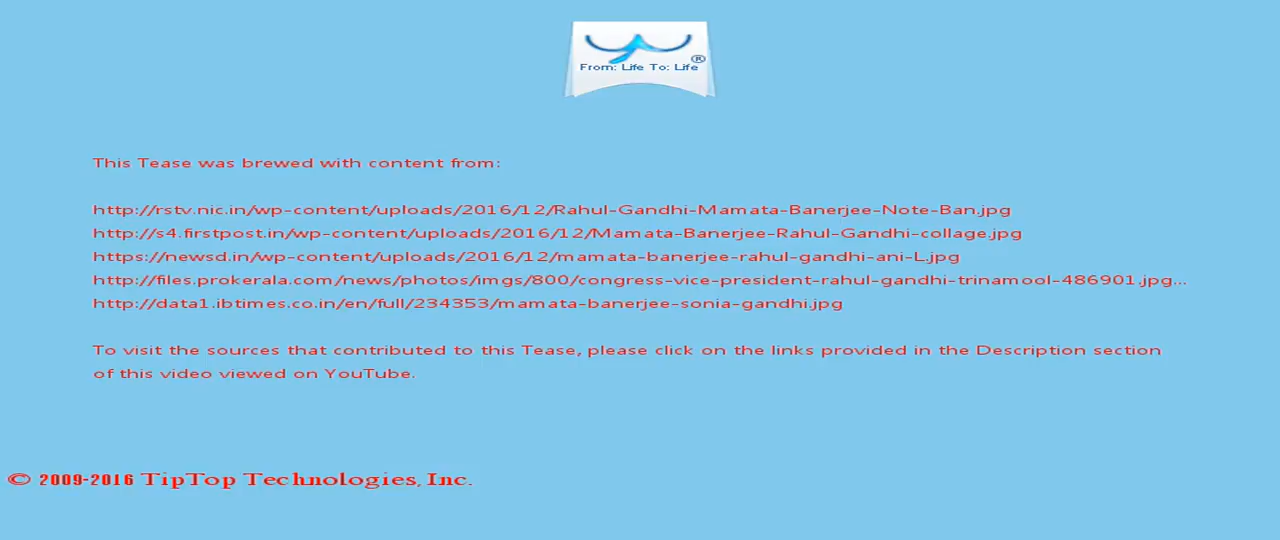 From: Life To: Life®
This Tease was brewed with content from:
http://rstv.nic.in/wp-content/uploads/2016/12/Rahul-Gandhi-Mamata-Banerjee-Note-Ban.jpg
http://s4.firstpost.in/wp-content/uploads/2016/12/Mamata-Banerjee-Rahul-Gandhi-collage.jpg
https://newsd.in/wp-content/uploads/2016/12/mamata-banerjee-rahul-gandhi-ani-L.jpg
http://files.prokerala.com/news/photos/imgs/800/congress-vice-president-rahul-gandhi-trinamool-486901.jpg...
http://data1.ibtimes.co.in/en/full/234353/mamata-banerjee-sonia-gandhi.jpg
To visit the sources that contributed to this Tease, please click on the links provided in the Description section
of this video viewed on YouTube.
© 2009-2016 TipTop Technologies, Inc.